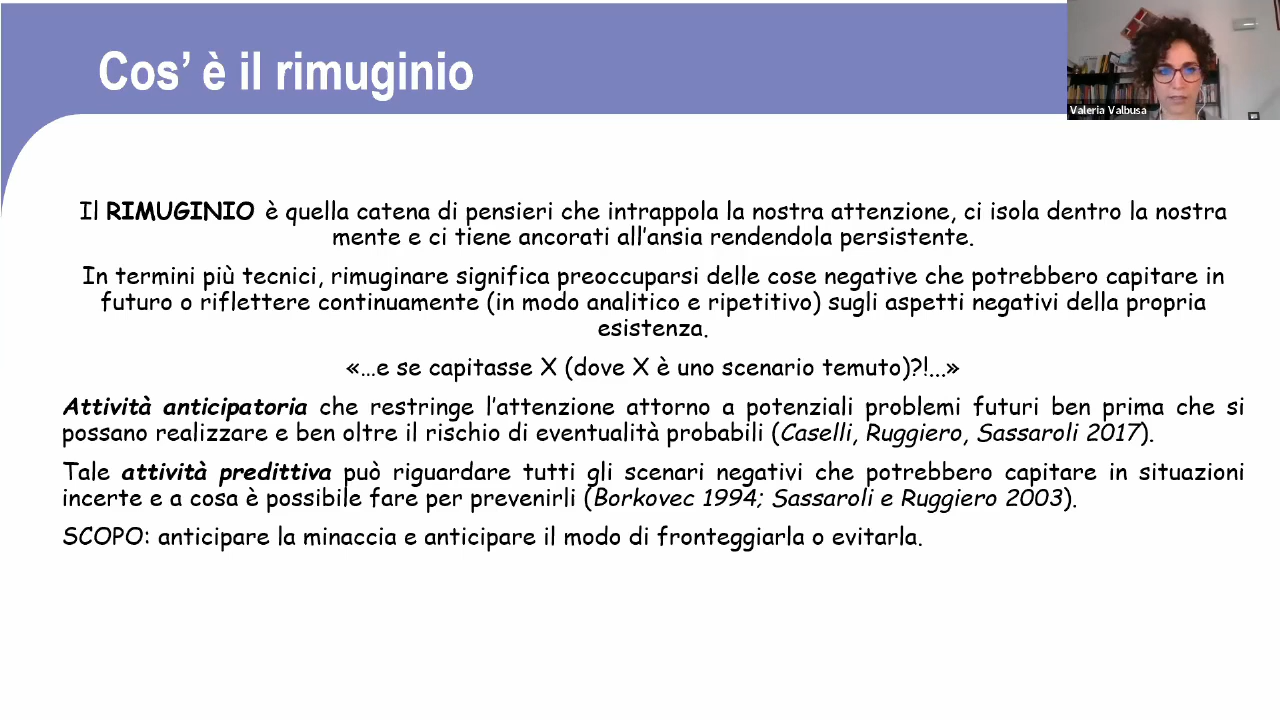 Cos' è il rimuginio
Valeria Valbusa
Il RIMUGINIO è quella catena di pensieri che intrappola la nostra attenzione, ci isola dentro la nostra
mente e ci tiene ancorati all'ansia rendendola persistente.
In termini più tecnici, rimuginare significa preoccuparsi delle cose negative che potrebbero capitare in
futuro o riflettere continuamente (in modo analitico e ripetitivo) sugli aspetti negativi della propria
esistenza.
«…e se capitasse X (dove X è uno scenario temuto)?!...»
Attività anticipatoria che restringe l'attenzione attorno a potenziali problemi futuri ben prima che si
possano realizzare e ben oltre il rischio di eventualità probabili (Caselli, Ruggiero, Sassaroli 2017).
Tale attività predittiva può riguardare tutti gli scenari negativi che potrebbero capitare in situazioni
incerte e a cosa è possibile fare per prevenirli (Borkovec 1994; Sassaroli e Ruggiero 2003).
SCOPO: anticipare la minaccia e anticipare il modo di fronteggiarla o evitarla.